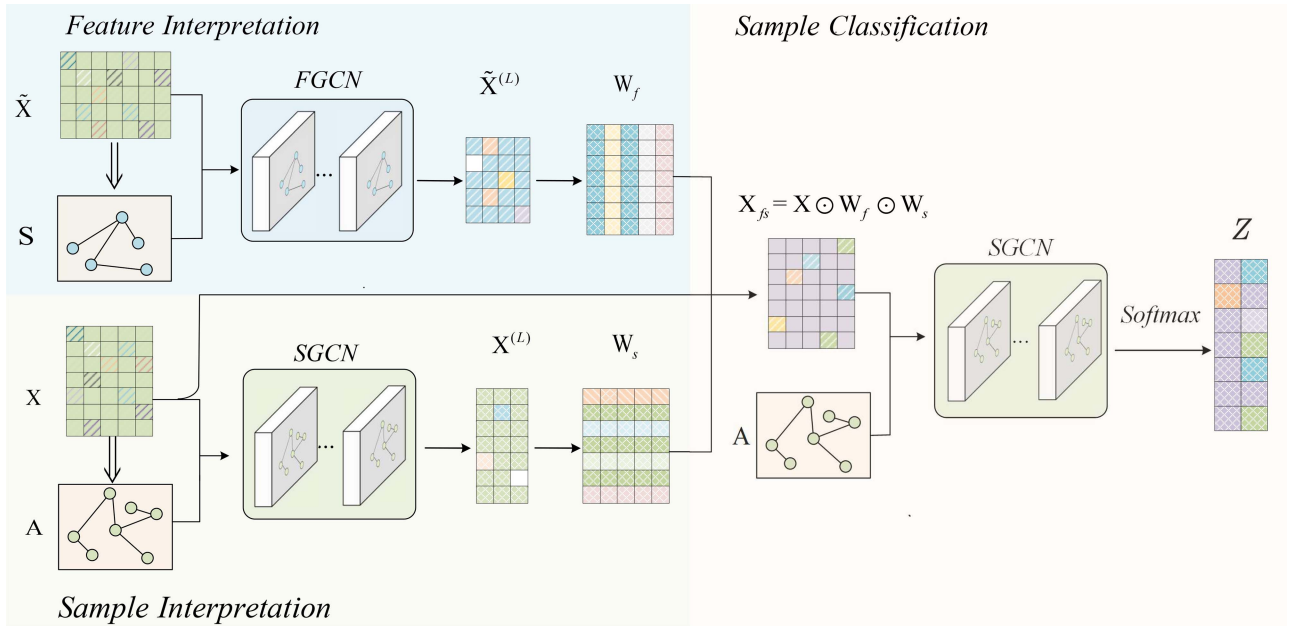 Feature Interpretation
X̃
FGCN
X̃^(L)
W_f
...
S
Sample Interpretation
X
SGCN
X^(L)
W_s
...
A
Sample Classification
X_fs = X ⊙ W_f ⊙ W_s
SGCN
...
Softmax
Z
A